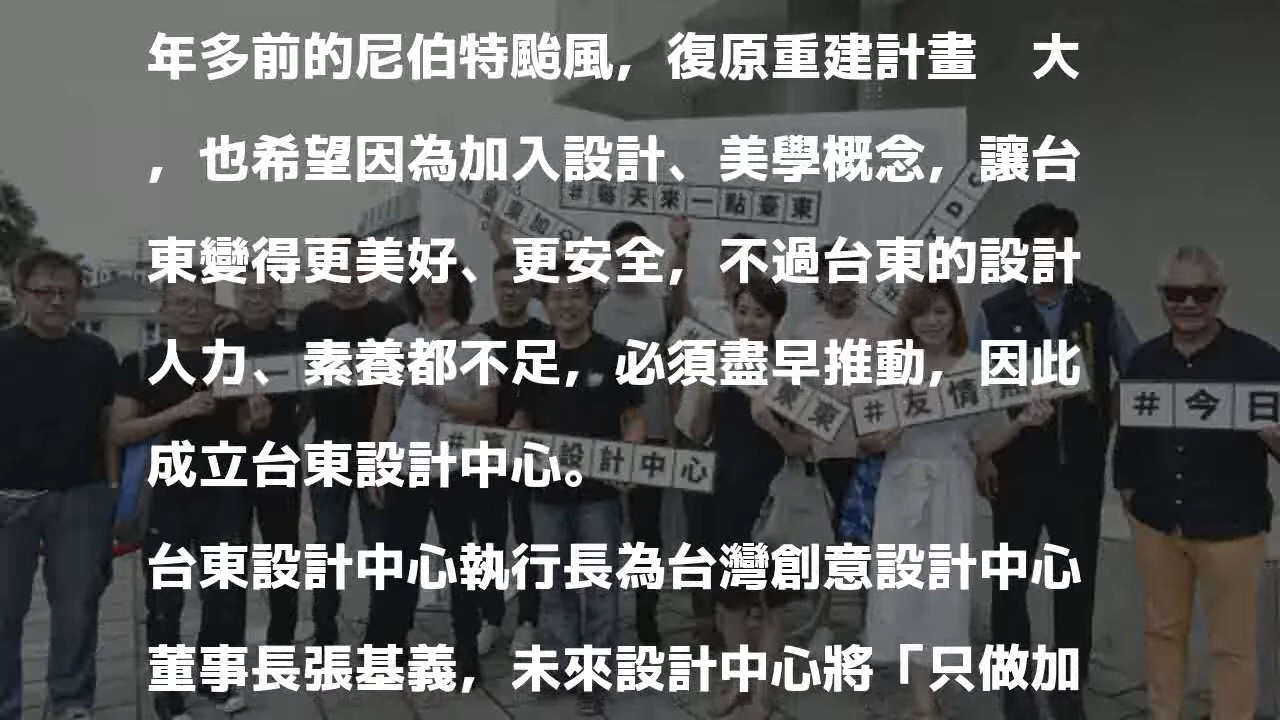 年多前的尼伯特颱風，復原重建計畫　大
，也希望因為加入設計、美學概念，讓台
東變得更美好、更安全，不過台東的設計
人力、素養都不足，必須盡早推動，因此
成立台東設計中心。
台東設計中心執行長為台灣創意設計中心
董事長張基義，未來設計中心將「只做加
#每天來一點臺東
#友情
#今日
設計中心